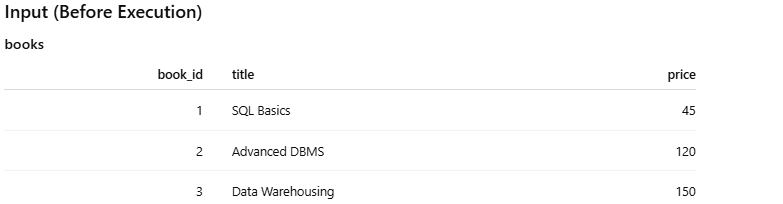 Input (Before Execution)
books
book_id title price
1 SQL Basics 45
2 Advanced DBMS 120
3 Data Warehousing 150